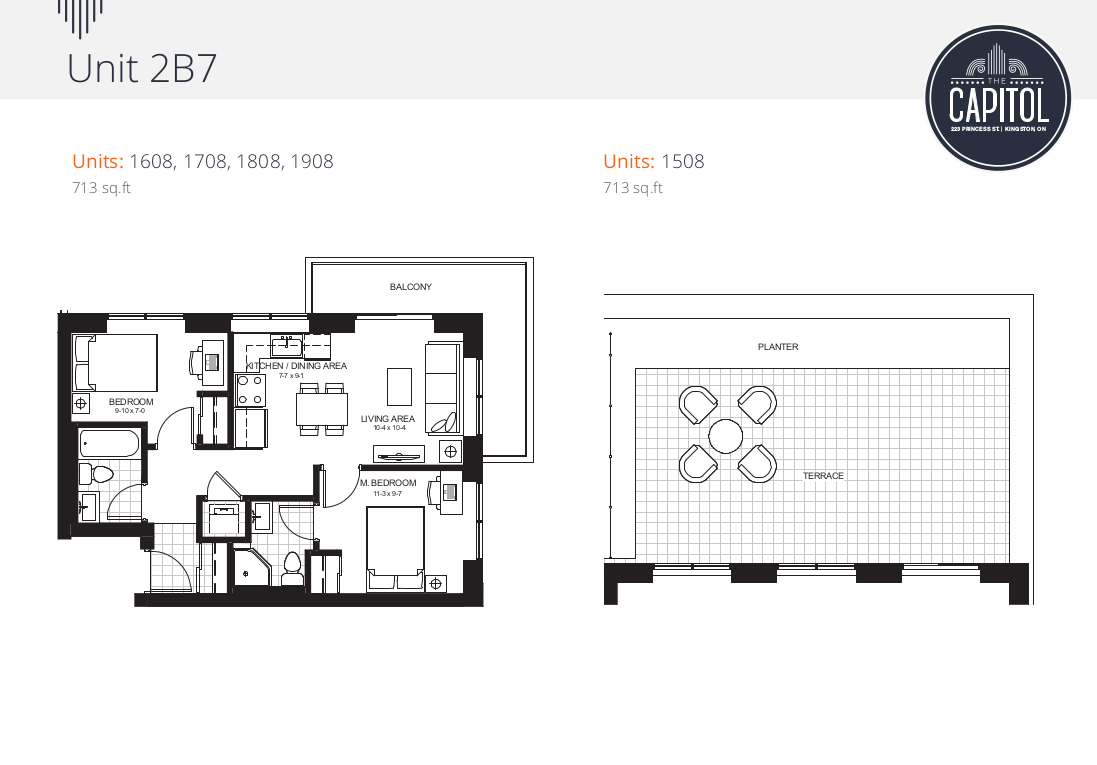 Unit 2B7
THE
CAPITOL
223 PRINCESS ST. | KINGSTON, ON
Units: 1608, 1708, 1808, 1908
713 sq.ft
Units: 1508
713 sq.ft
BALCONY
KITCHEN / DINING AREA
7-7 x 9-1
BEDROOM
9-10 x 7-0
LIVING AREA
10-4 x 10-4
M. BEDROOM
11-3 x 9-7
PLANTER
TERRACE